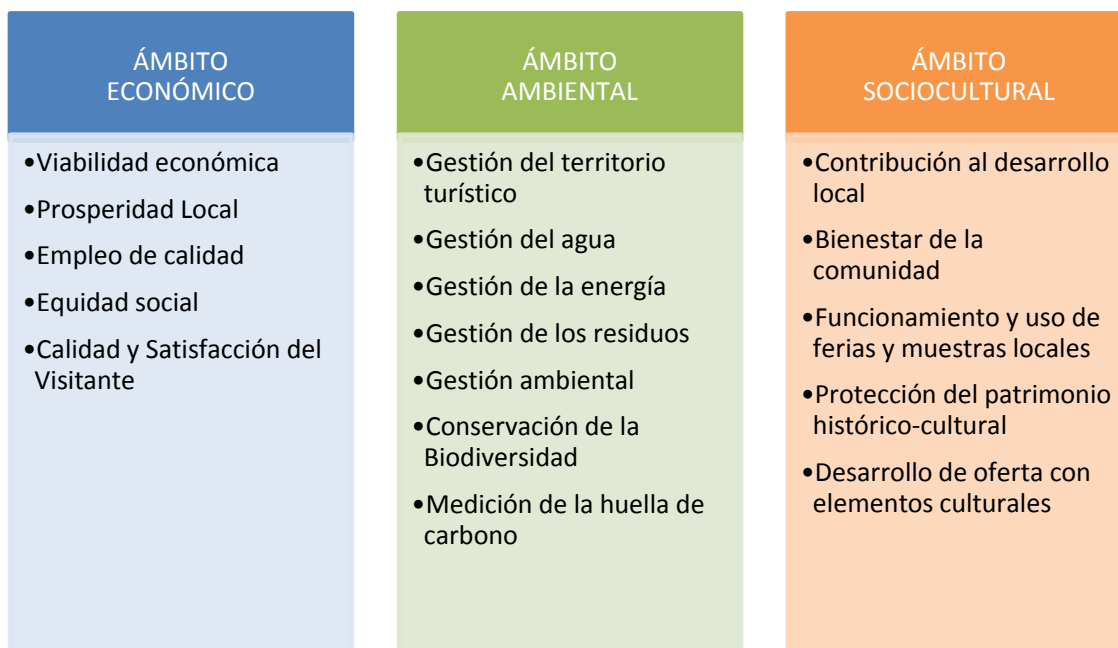 ÁMBITO
ECONÓMICO
•Viabilidad económica
•Prosperidad Local
•Empleo de calidad
•Equidad social
•Calidad y Satisfacción del
Visitante
ÁMBITO
AMBIENTAL
•Gestión del territorio
turístico
•Gestión del agua
•Gestión de la energía
•Gestión de los residuos
•Gestión ambiental
•Conservación de la
Biodiversidad
•Medición de la huella de
carbono
ÁMBITO
SOCIOCULTURAL
•Contribución al desarrollo
local
•Bienestar de la
comunidad
•Funcionamiento y uso de
ferias y muestras locales
•Protección del patrimonio
histórico-cultural
•Desarrollo de oferta con
elementos culturales